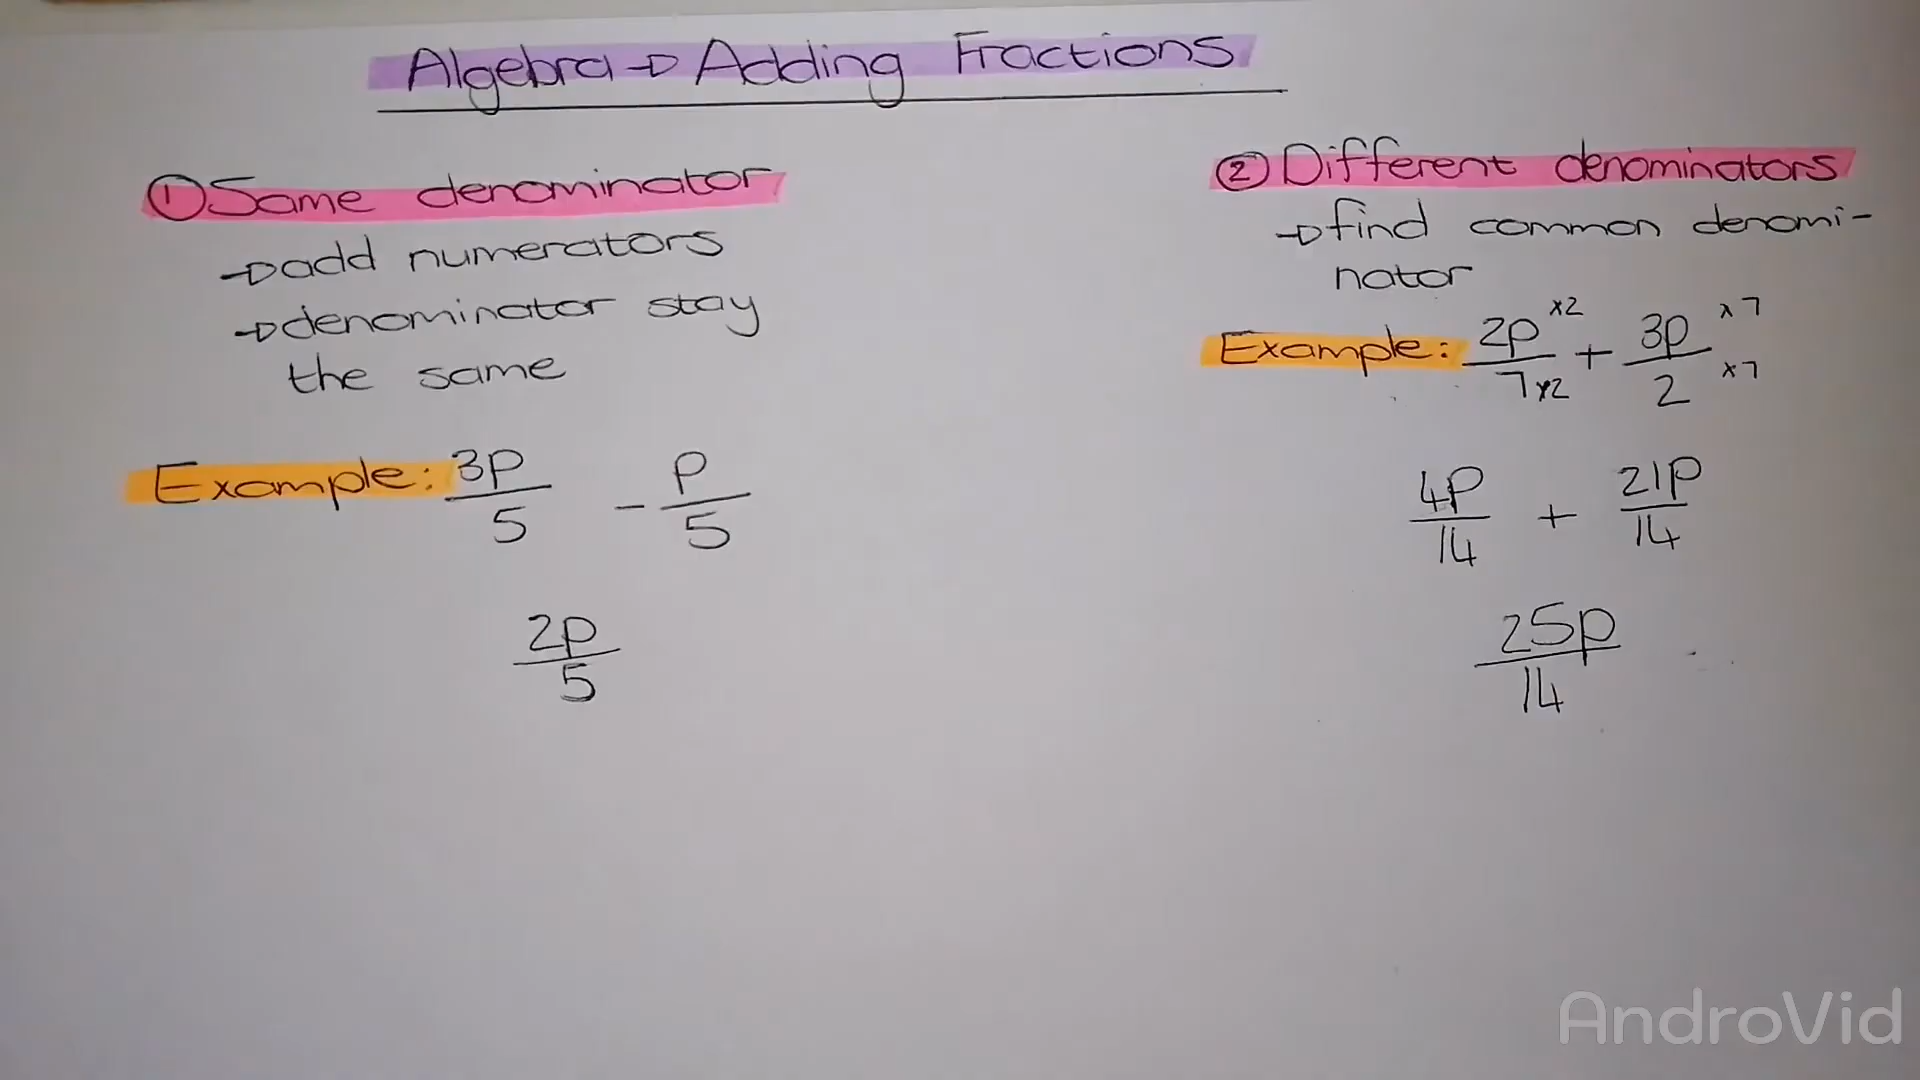 Algebra → Adding Fractions
① Same denominator
→ add numerators
→ denominator stay
the same
Example: 3p/5 - p/5
2p/5
② Different denominators
→ find common denomi-
nator
Example: 2p/7 ×2 ×2 + 3p/2 ×7 ×7
4p/14 + 21p/14
25p/14
AndroVid